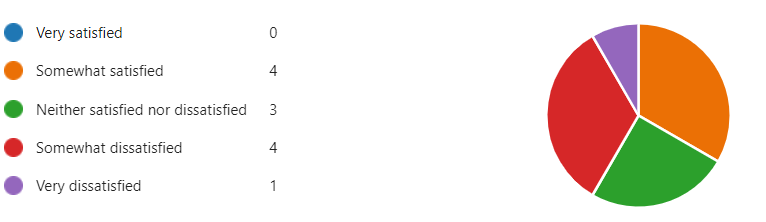 Very satisfied 0
Somewhat satisfied 4
Neither satisfied nor dissatisfied 3
Somewhat dissatisfied 4
Very dissatisfied 1